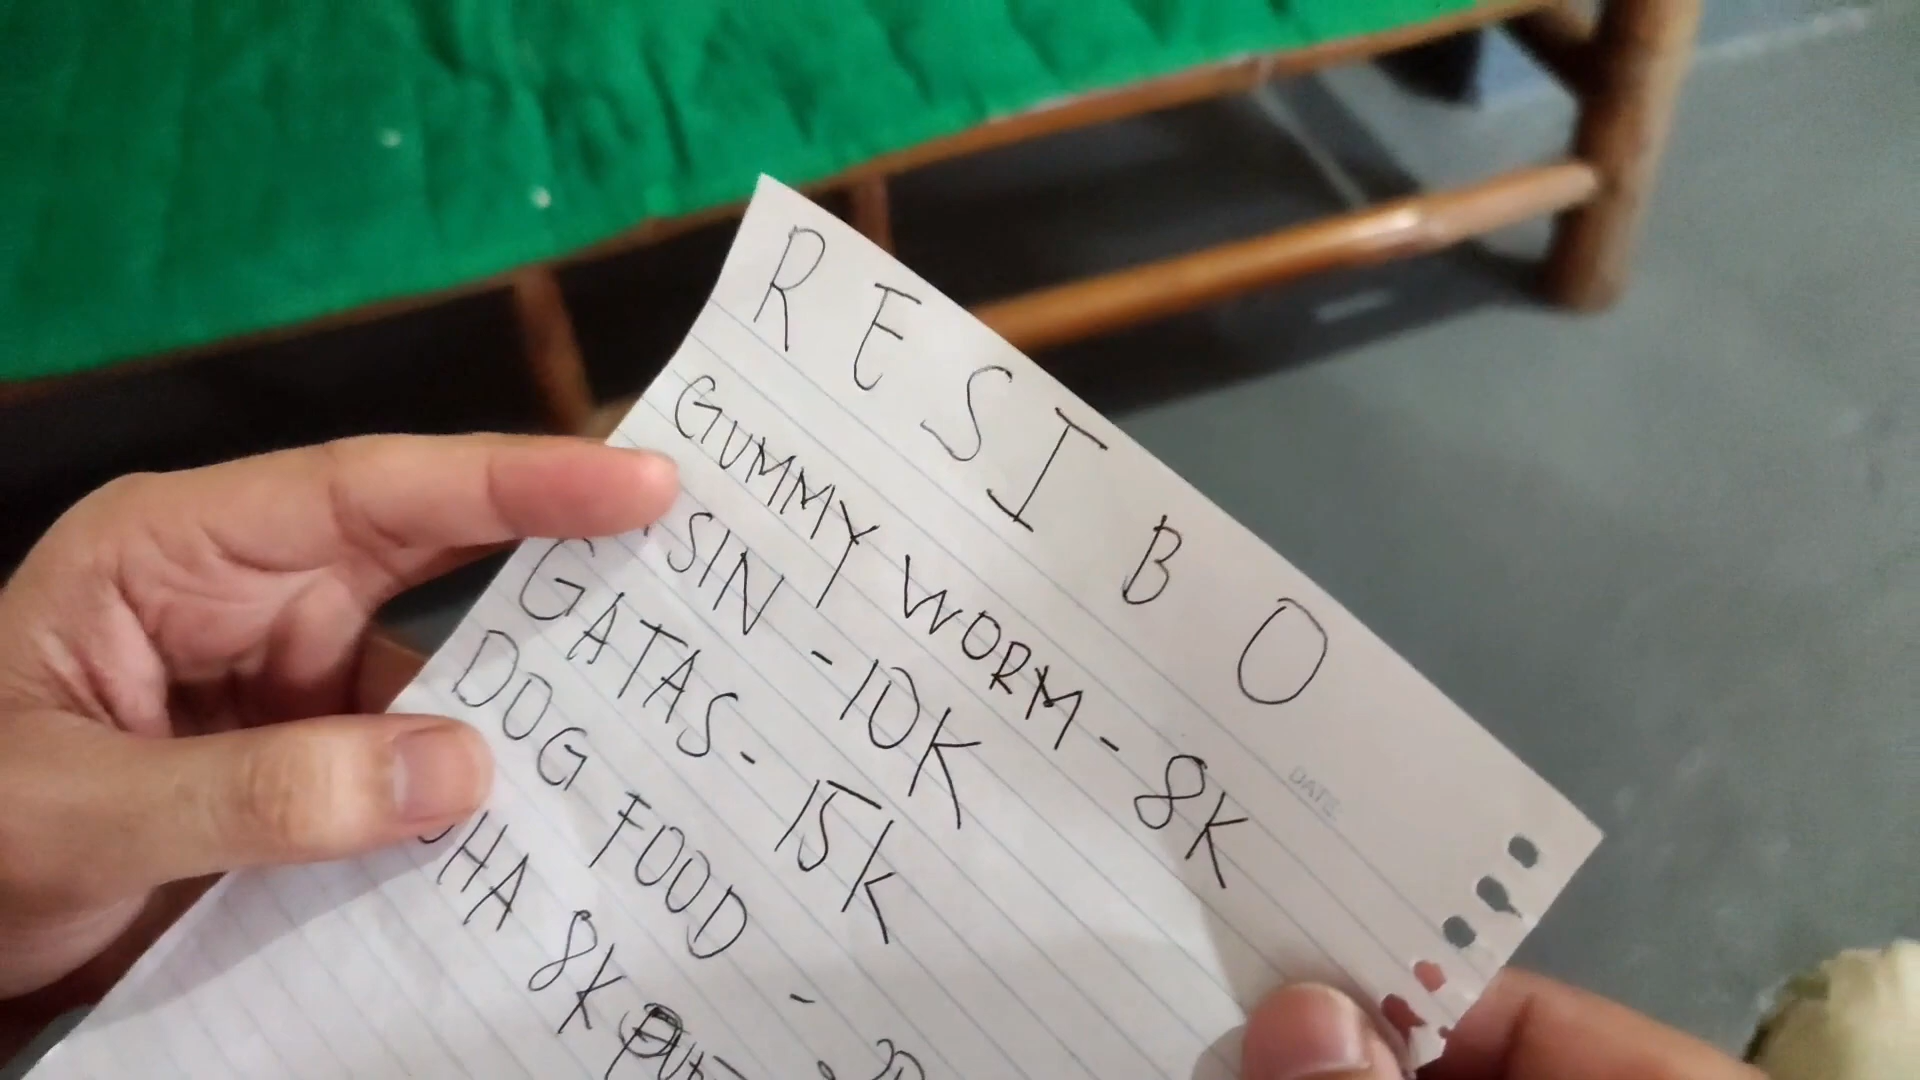 RESIBO
DATE
GUMMY WORM - 8K
SIN - 10K
GATAS - 15K
DOG FOOD -
HA 8K